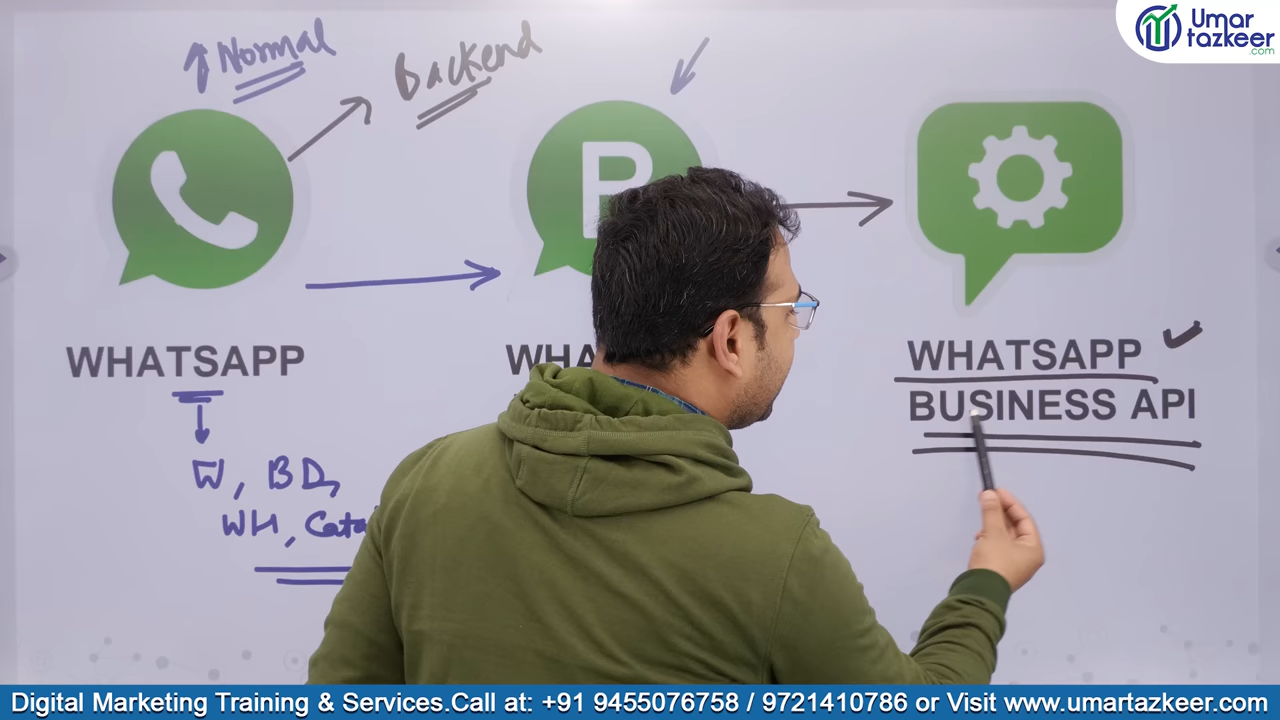 Umar
tazkeer
.com
Normal
Backend
P
WHATSAPP
WHA
WHATSAPP
BUSINESS API
W, BD,
WH, Cata
Digital Marketing Training & Services.Call at: +91 9455076758 / 9721410786 or Visit www.umartazkeer.com